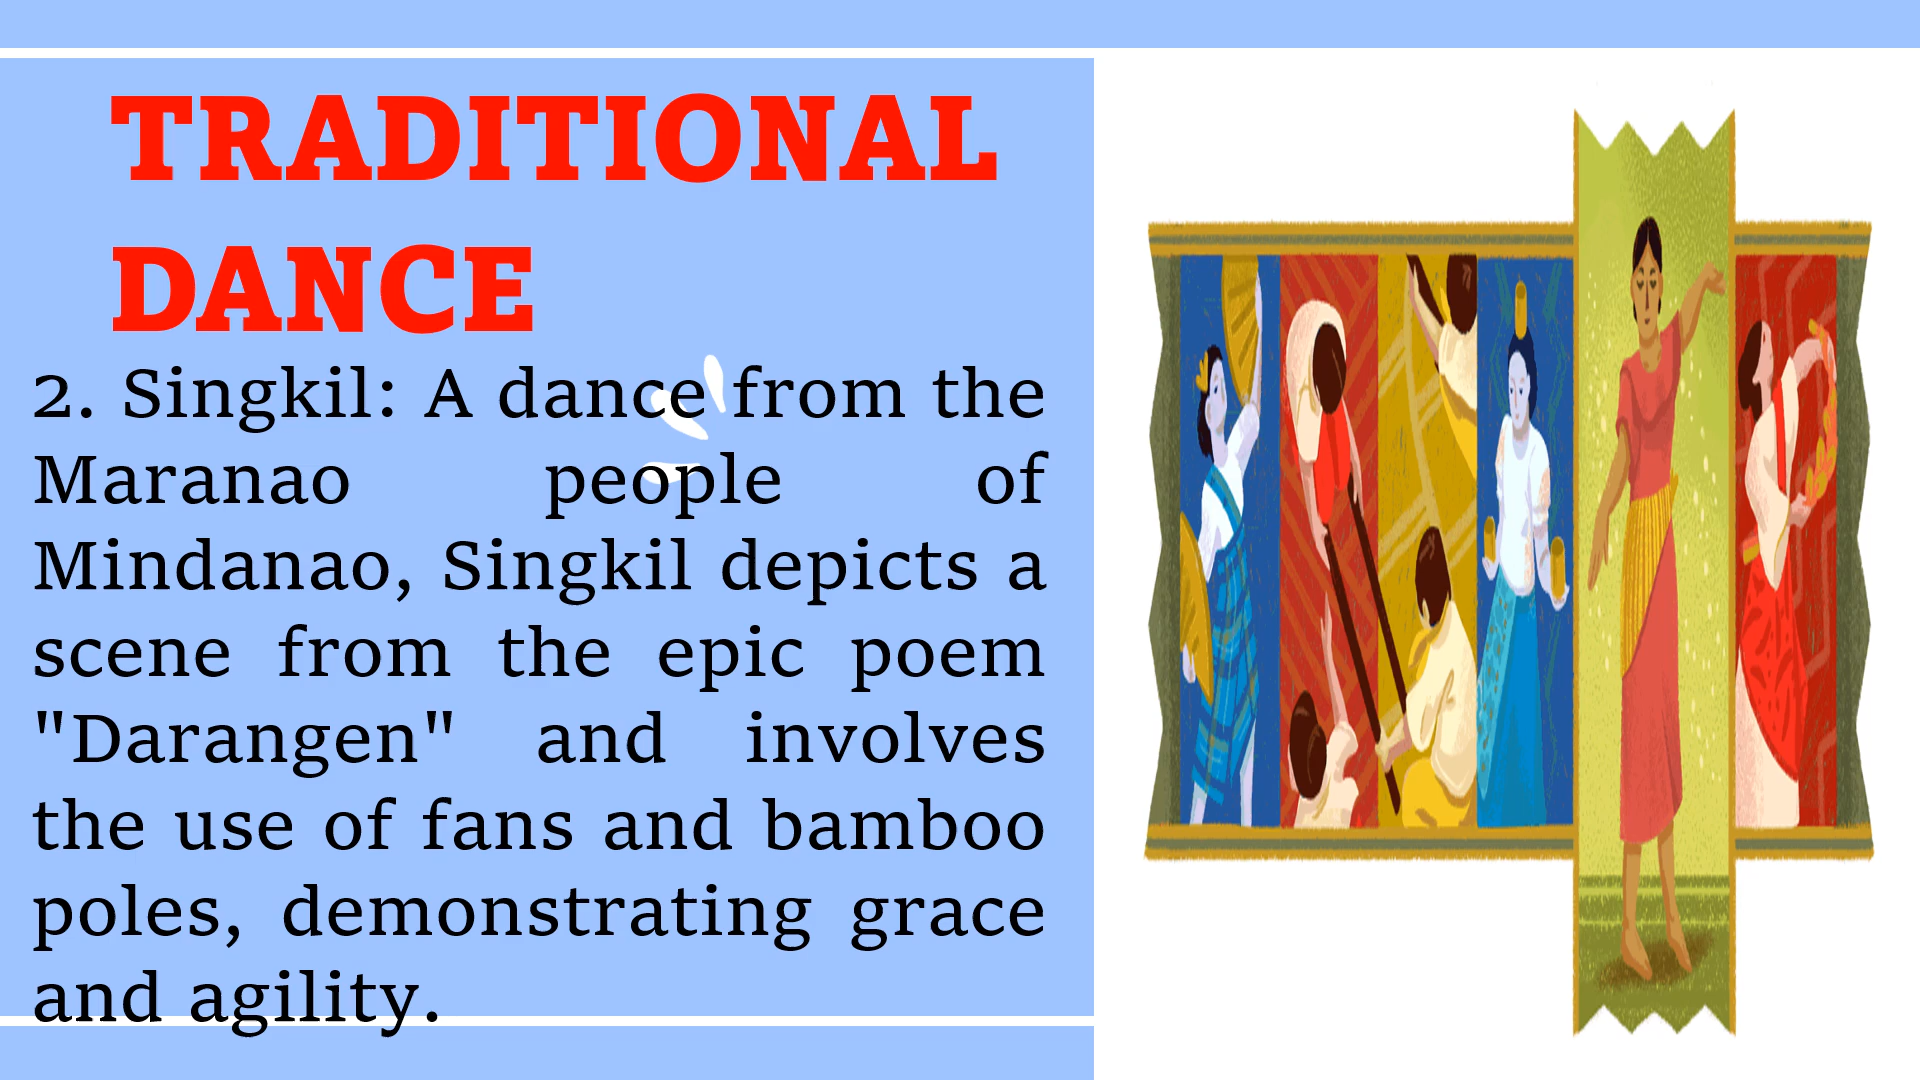 TRADITIONAL
DANCE
2. Singkil: A dance from the
Maranao people of
Mindanao, Singkil depicts a
scene from the epic poem
"Darangen" and involves
the use of fans and bamboo
poles, demonstrating grace
and agility.